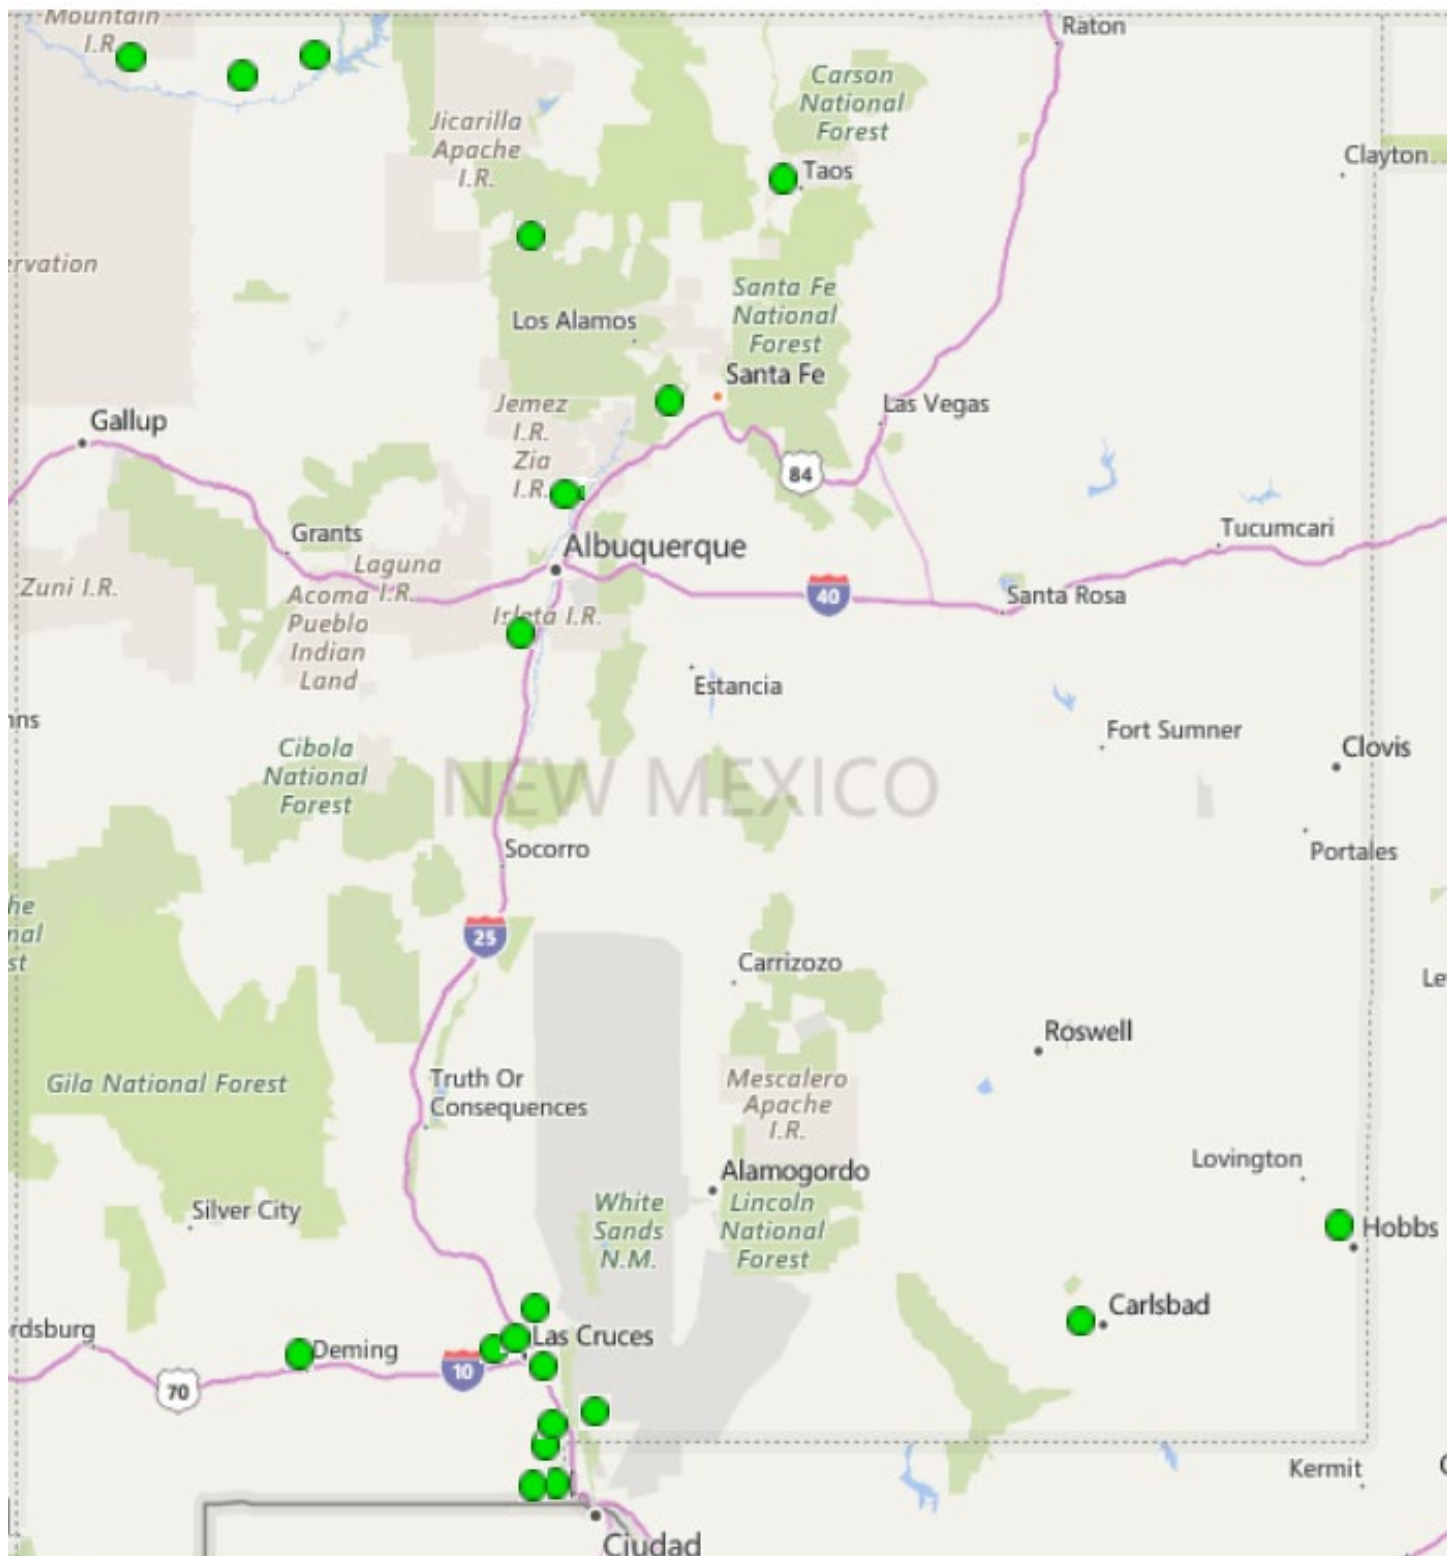 Mountain
I.R.
Raton
Carson
National
Forest
Jicarilla
Apache
I.R.
Clayton...
Taos
ervation
Santa Fe
National
Forest
Los Alamos
Santa Fe
Jemez
I.R.
Zia
I.R.
Las Vegas
Gallup
84
Grants
Tucumcari
Albuquerque
Laguna
I.R.
Zuni I.R.
Acoma
Pueblo
Indian
Land
40
Santa Rosa
Isleta I.R.
Estancia
nns
Fort Sumner
Clovis
Cibola
National
Forest
NEW MEXICO
Socorro
Portales
he
nal
st
25
Carrizozo
Le
Roswell
Gila National Forest
Truth Or
Consequences
Mescalero
Apache
I.R.
Lovington
Alamogordo
Silver City
White
Sands
N.M.
Lincoln
National
Forest
Hobbs
Carlsbad
rdsburg
Deming
Las Cruces
10
70
Kermit
Ciudad